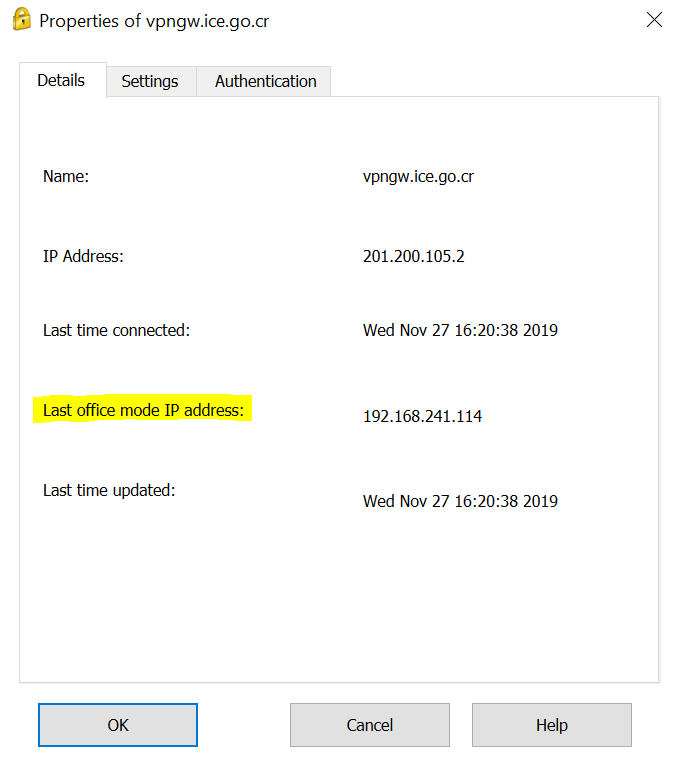 Properties of vpngw.ice.go.cr
Details Settings Authentication
Name: vpngw.ice.go.cr
IP Address: 201.200.105.2
Last time connected: Wed Nov 27 16:20:38 2019
Last office mode IP address: 192.168.241.114
Last time updated: Wed Nov 27 16:20:38 2019
OK Cancel Help